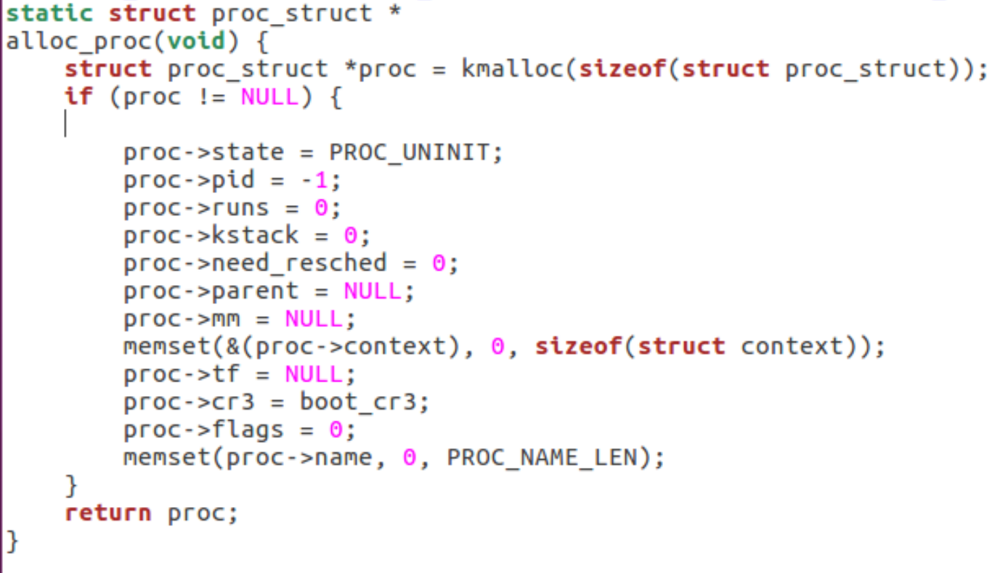 static struct proc_struct *
alloc_proc(void) {
    struct proc_struct *proc = kmalloc(sizeof(struct proc_struct));
    if (proc != NULL) {
        proc->state = PROC_UNINIT;
        proc->pid = -1;
        proc->runs = 0;
        proc->kstack = 0;
        proc->need_resched = 0;
        proc->parent = NULL;
        proc->mm = NULL;
        memset(&(proc->context), 0, sizeof(struct context));
        proc->tf = NULL;
        proc->cr3 = boot_cr3;
        proc->flags = 0;
        memset(proc->name, 0, PROC_NAME_LEN);
    }
    return proc;
}